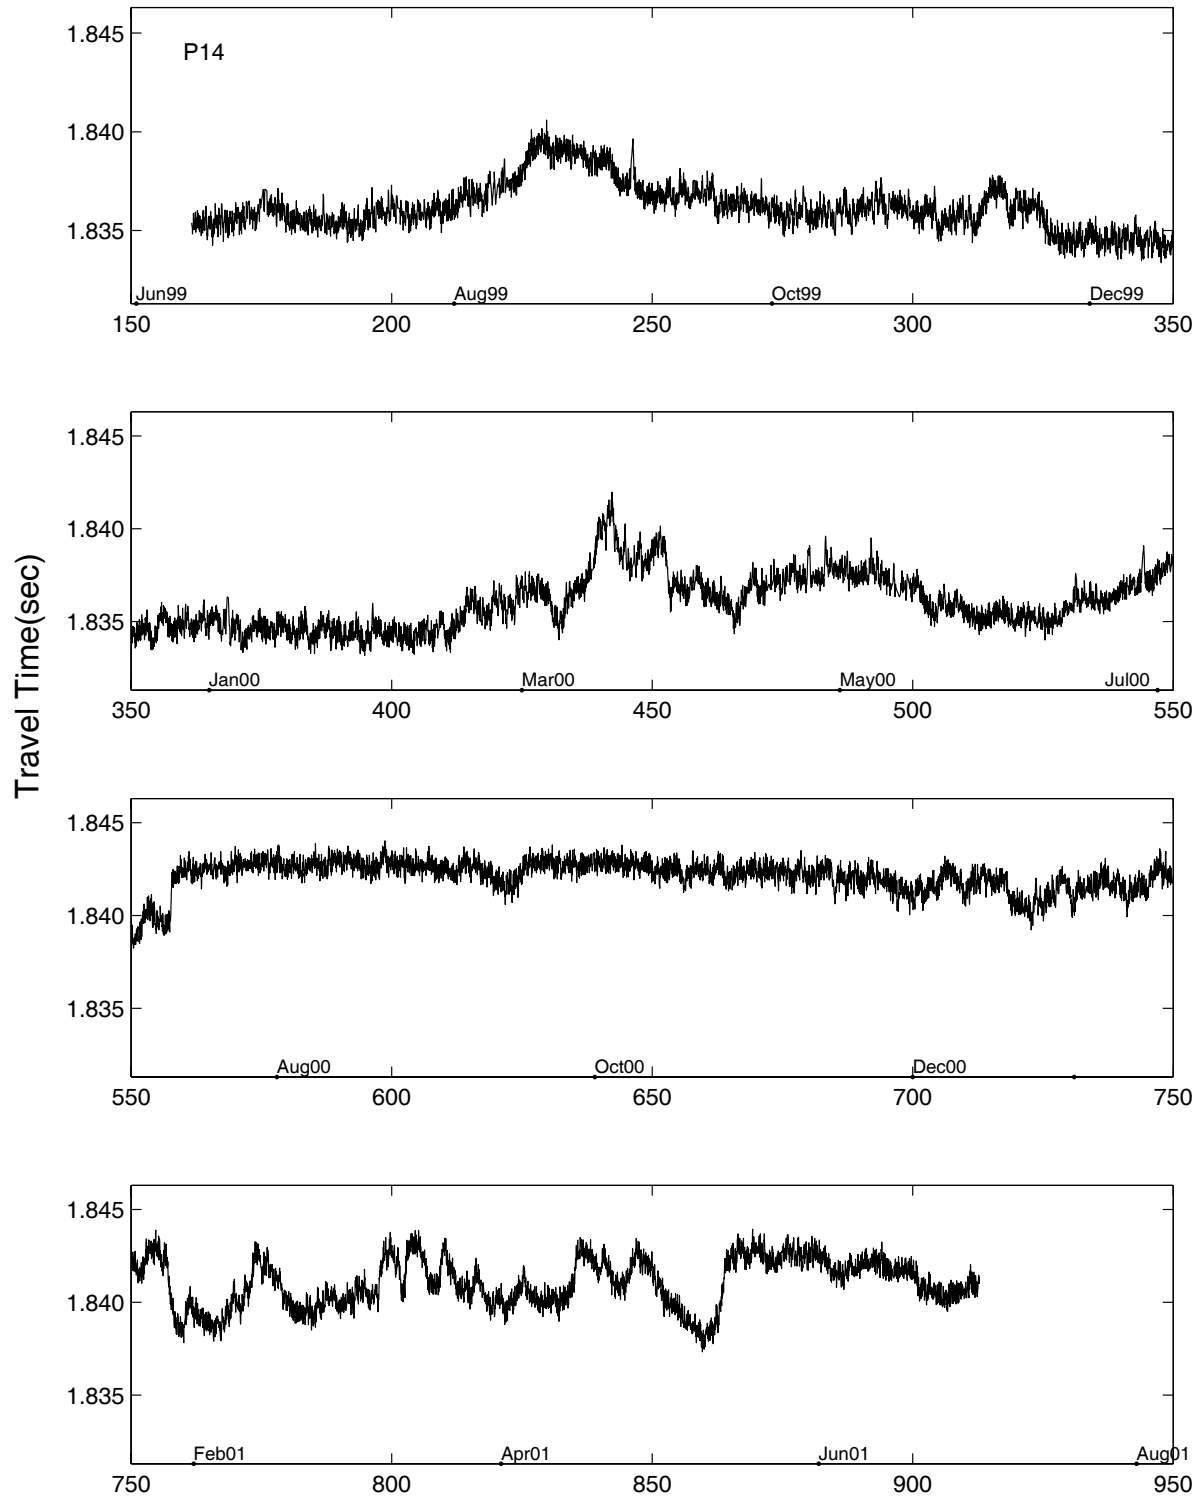 1.845
P14
1.840
1.835
Jun99 Aug99 Oct99 Dec99
150 200 250 300 350
1.845
1.840
1.835
Jan00 Mar00 May00 Jul00
350 400 450 500 550
Travel Time(sec)
1.845
1.840
1.835
Aug00 Oct00 Dec00
550 600 650 700 750
1.845
1.840
1.835
Feb01 Apr01 Jun01 Aug01
750 800 850 900 950